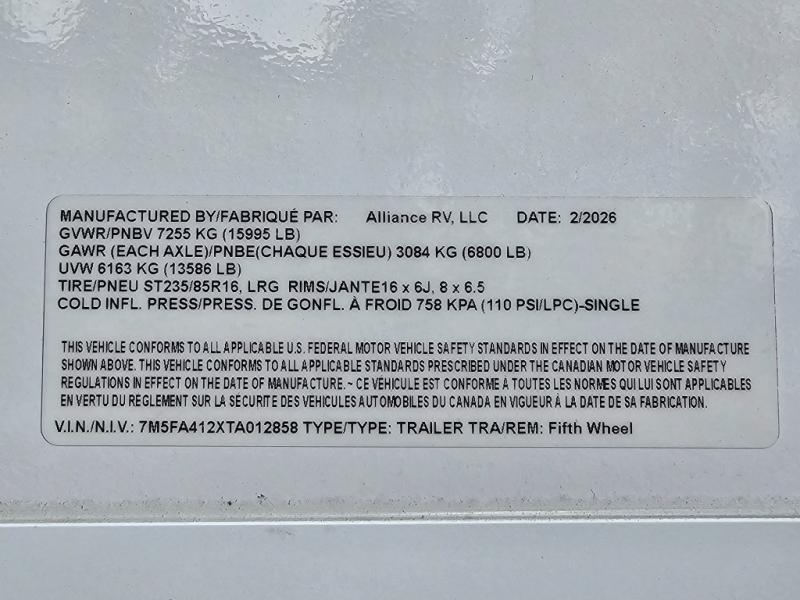 MANUFACTURED BY/FABRIQUÉ PAR: Alliance RV, LLC DATE: 2/2026
GVWR/PNBV 7255 KG (15995 LB)
GAWR (EACH AXLE)/PNBE(CHAQUE ESSIEU) 3084 KG (6800 LB)
UVW 6163 KG (13586 LB)
TIRE/PNEU ST235/85R16, LRG RIMS/JANTE16 x 6J, 8 x 6.5
COLD INFL. PRESS/PRESS. DE GONFL. À FROID 758 KPA (110 PSI/LPC)-SINGLE
THIS VEHICLE CONFORMS TO ALL APPLICABLE U.S. FEDERAL MOTOR VEHICLE SAFETY STANDARDS IN EFFECT ON THE DATE OF MANUFACTURE
SHOWN ABOVE. THIS VEHICLE CONFORMS TO ALL APPLICABLE STANDARDS PRESCRIBED UNDER THE CANADIAN MOTOR VEHICLE SAFETY
REGULATIONS IN EFFECT ON THE DATE OF MANUFACTURE. ~ CE VÉHICULE EST CONFORME À TOUTES LES NORMES QUI LUI SONT APPLICABLES
EN VERTU DU RÈGLEMENT SUR LA SÉCURITE DES VÉHICULES AUTOMOBILES DU CANADA EN VIGUEUR À LA DATE DE SA FABRICATION.
V.I.N./N.I.V.: 7M5FA412XTA012858 TYPE/TYPE: TRAILER TRA/REM: Fifth Wheel